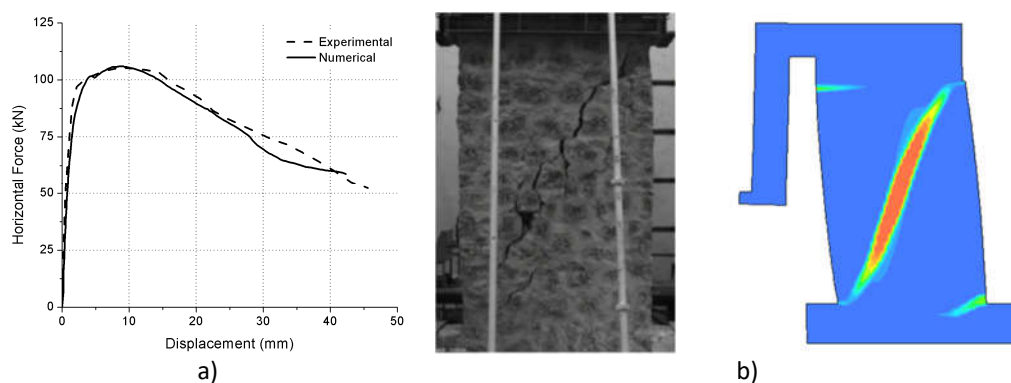 125
100
75
50
25
0
Horizontal Force (kN)
Experimental
Numerical
0 10 20 30 40 50
Displacement (mm)
a) b)